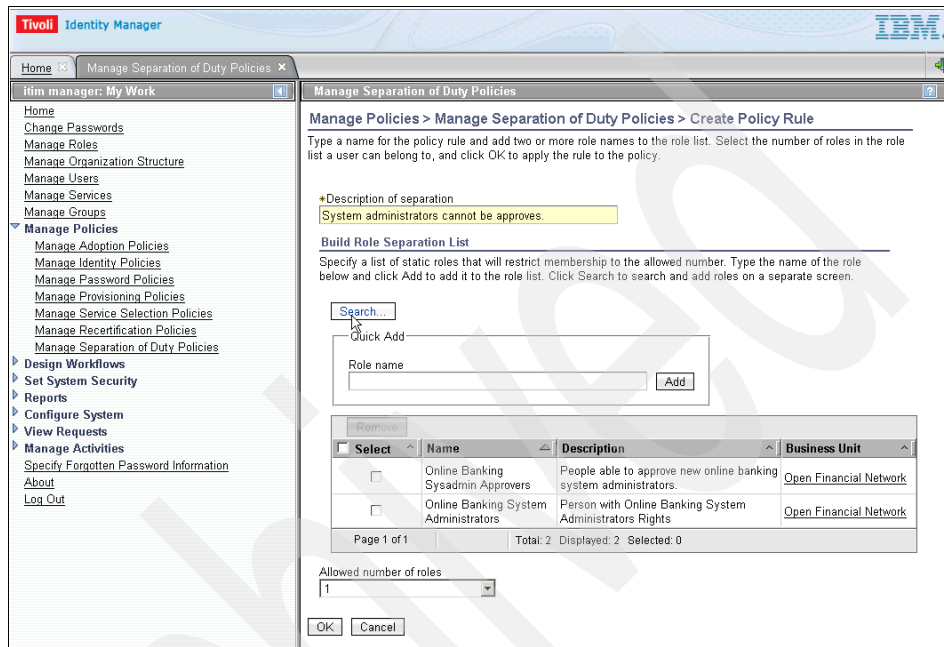 Tivoli Identity Manager
IBM.
Home
Manage Separation of Duty Policies
itim manager: My Work
Home
Change Passwords
Manage Roles
Manage Organization Structure
Manage Users
Manage Services
Manage Groups
Manage Policies
Manage Adoption Policies
Manage Identity Policies
Manage Password Policies
Manage Provisioning Policies
Manage Service Selection Policies
Manage Recertification Policies
Manage Separation of Duty Policies
Design Workflows
Set System Security
Reports
Configure System
View Requests
Manage Activities
Specify Forgotten Password Information
About
Log Out
Manage Separation of Duty Policies
?
Manage Policies > Manage Separation of Duty Policies > Create Policy Rule
Type a name for the policy rule and add two or more role names to the role list. Select the number of roles in the role
list a user can belong to, and click OK to apply the rule to the policy.
*Description of separation
System administrators cannot be approves.
Build Role Separation List
Specify a list of static roles that will restrict membership to the allowed number. Type the name of the role
below and click Add to add it to the role list. Click Search to search and add roles on a separate screen.
Search...
Quick Add
Role name
Add
Remove
Select Name Description Business Unit
Online Banking Sysadmin Approvers People able to approve new online banking system administrators. Open Financial Network
Online Banking System Administrators Person with Online Banking System Administrators Rights Open Financial Network
Page 1 of 1 Total: 2 Displayed: 2 Selected: 0
Allowed number of roles
1
OK Cancel